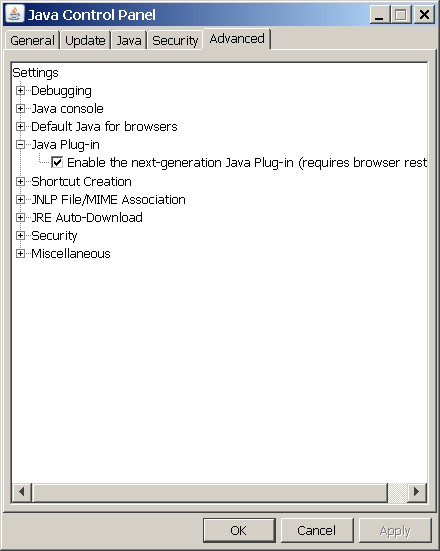 Java Control Panel
General Update Java Security Advanced
Settings
Debugging
Java console
Default Java for browsers
Java Plug-in
Enable the next-generation Java Plug-in (requires browser rest
Shortcut Creation
JNLP File/MIME Association
JRE Auto-Download
Security
Miscellaneous
OK Cancel Apply